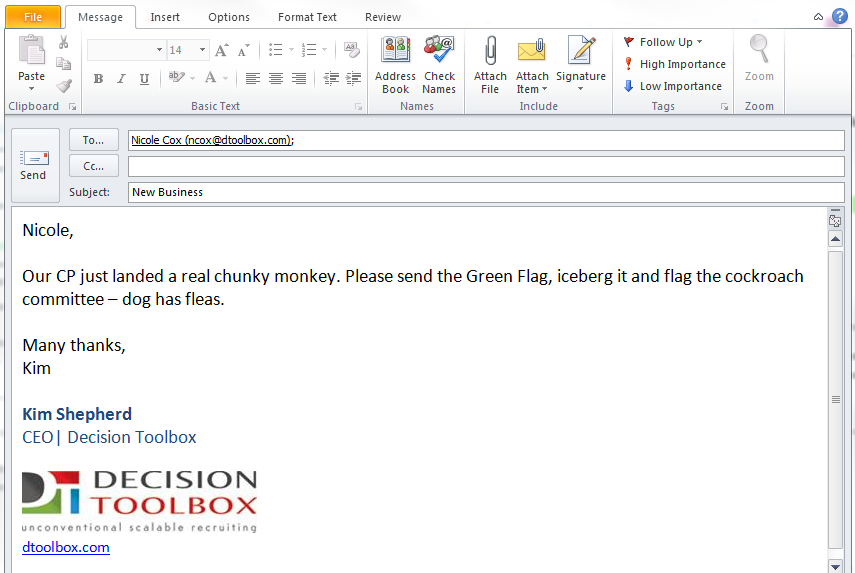 File Message Insert Options Format Text Review
14
Paste
B I U
Address Book
Check Names
Attach File
Attach Item
Signature
Follow Up
High Importance
Low Importance
Zoom
Clipboard Basic Text Names Include Tags Zoom
Send
To... Nicole Cox (ncox@dtoolbox.com);
Cc...
Subject: New Business
Nicole,
Our CP just landed a real chunky monkey. Please send the Green Flag, iceberg it and flag the cockroach
committee – dog has fleas.
Many thanks,
Kim
Kim Shepherd
CEO| Decision Toolbox
DT DECISION
TOOLBOX
unconventional scalable recruiting
dtoolbox.com